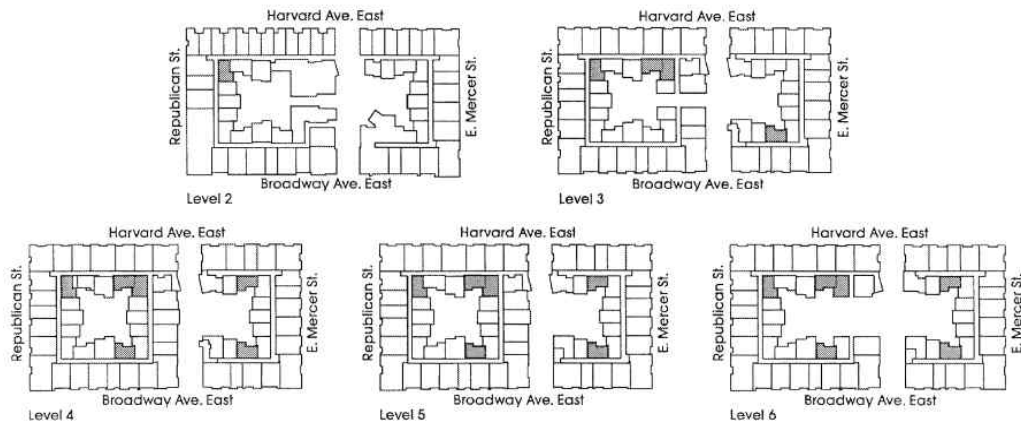 Harvard Ave. East
Republican St.
E. Mercer St.
Broadway Ave. East
Level 2
Harvard Ave. East
Republican St.
E. Mercer St.
Broadway Ave. East
Level 3
Harvard Ave. East
Republican St.
E. Mercer St.
Broadway Ave. East
Level 4
Harvard Ave. East
Republican St.
E. Mercer St.
Broadway Ave. East
Level 5
Harvard Ave. East
Republican St.
E. Mercer St.
Broadway Ave. East
Level 6